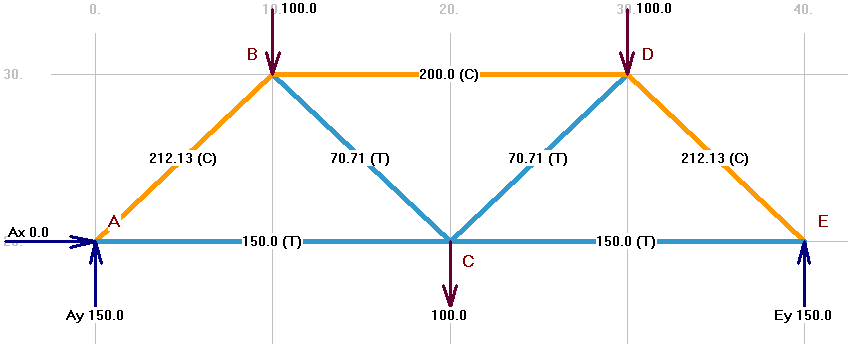 0. 10. 100.0 20. 30. 100.0 40.
B D
30. 200.0 (C)
212.13 (C) 70.71 (T) 70.71 (T) 212.13 (C)
A E
Ax 0.0
20. 150.0 (T) 150.0 (T)
C
Ay 150.0 100.0 Ey 150.0